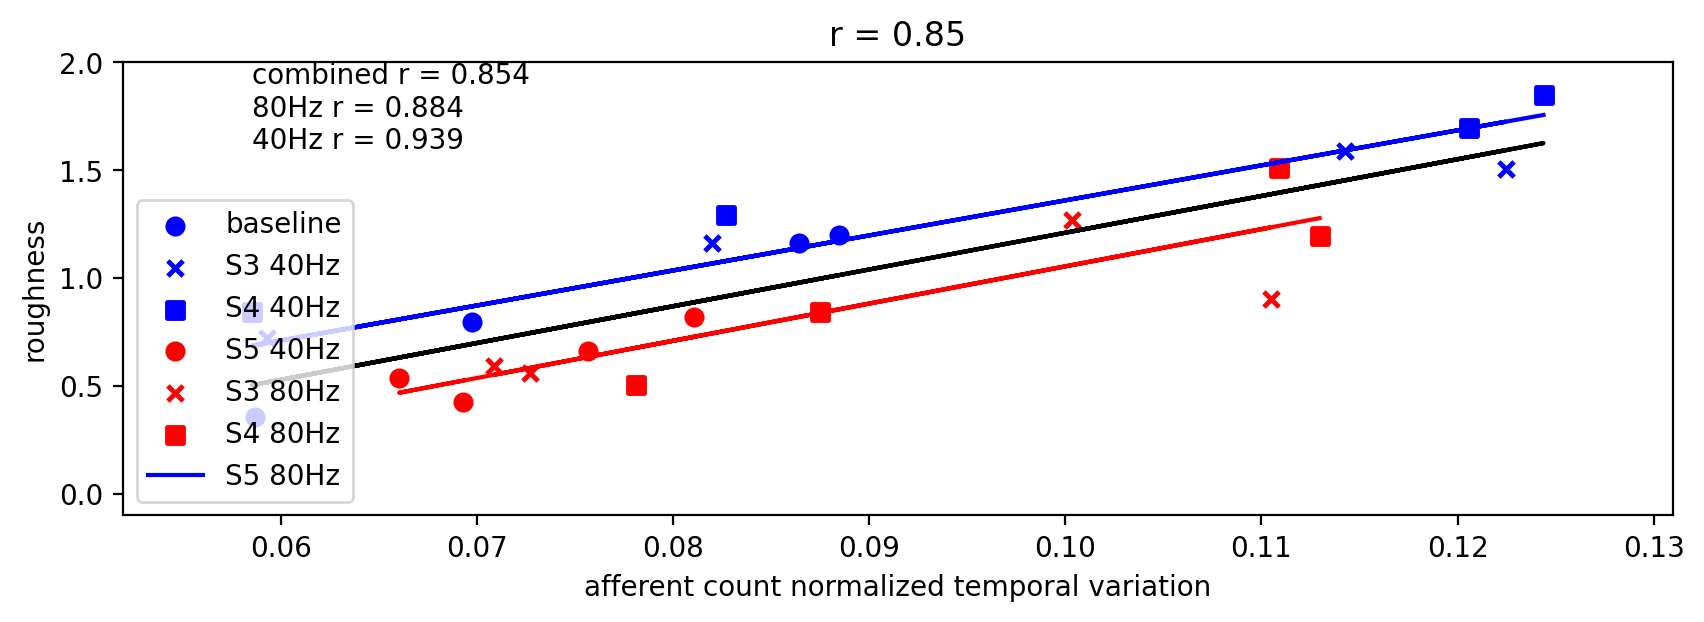 r = 0.85
combined r = 0.854
80Hz r = 0.884
40Hz r = 0.939
2.0
1.5
1.0
0.5
0.0
roughness
baseline
S3 40Hz
S4 40Hz
S5 40Hz
S3 80Hz
S4 80Hz
S5 80Hz
0.06 0.07 0.08 0.09 0.10 0.11 0.12 0.13
afferent count normalized temporal variation